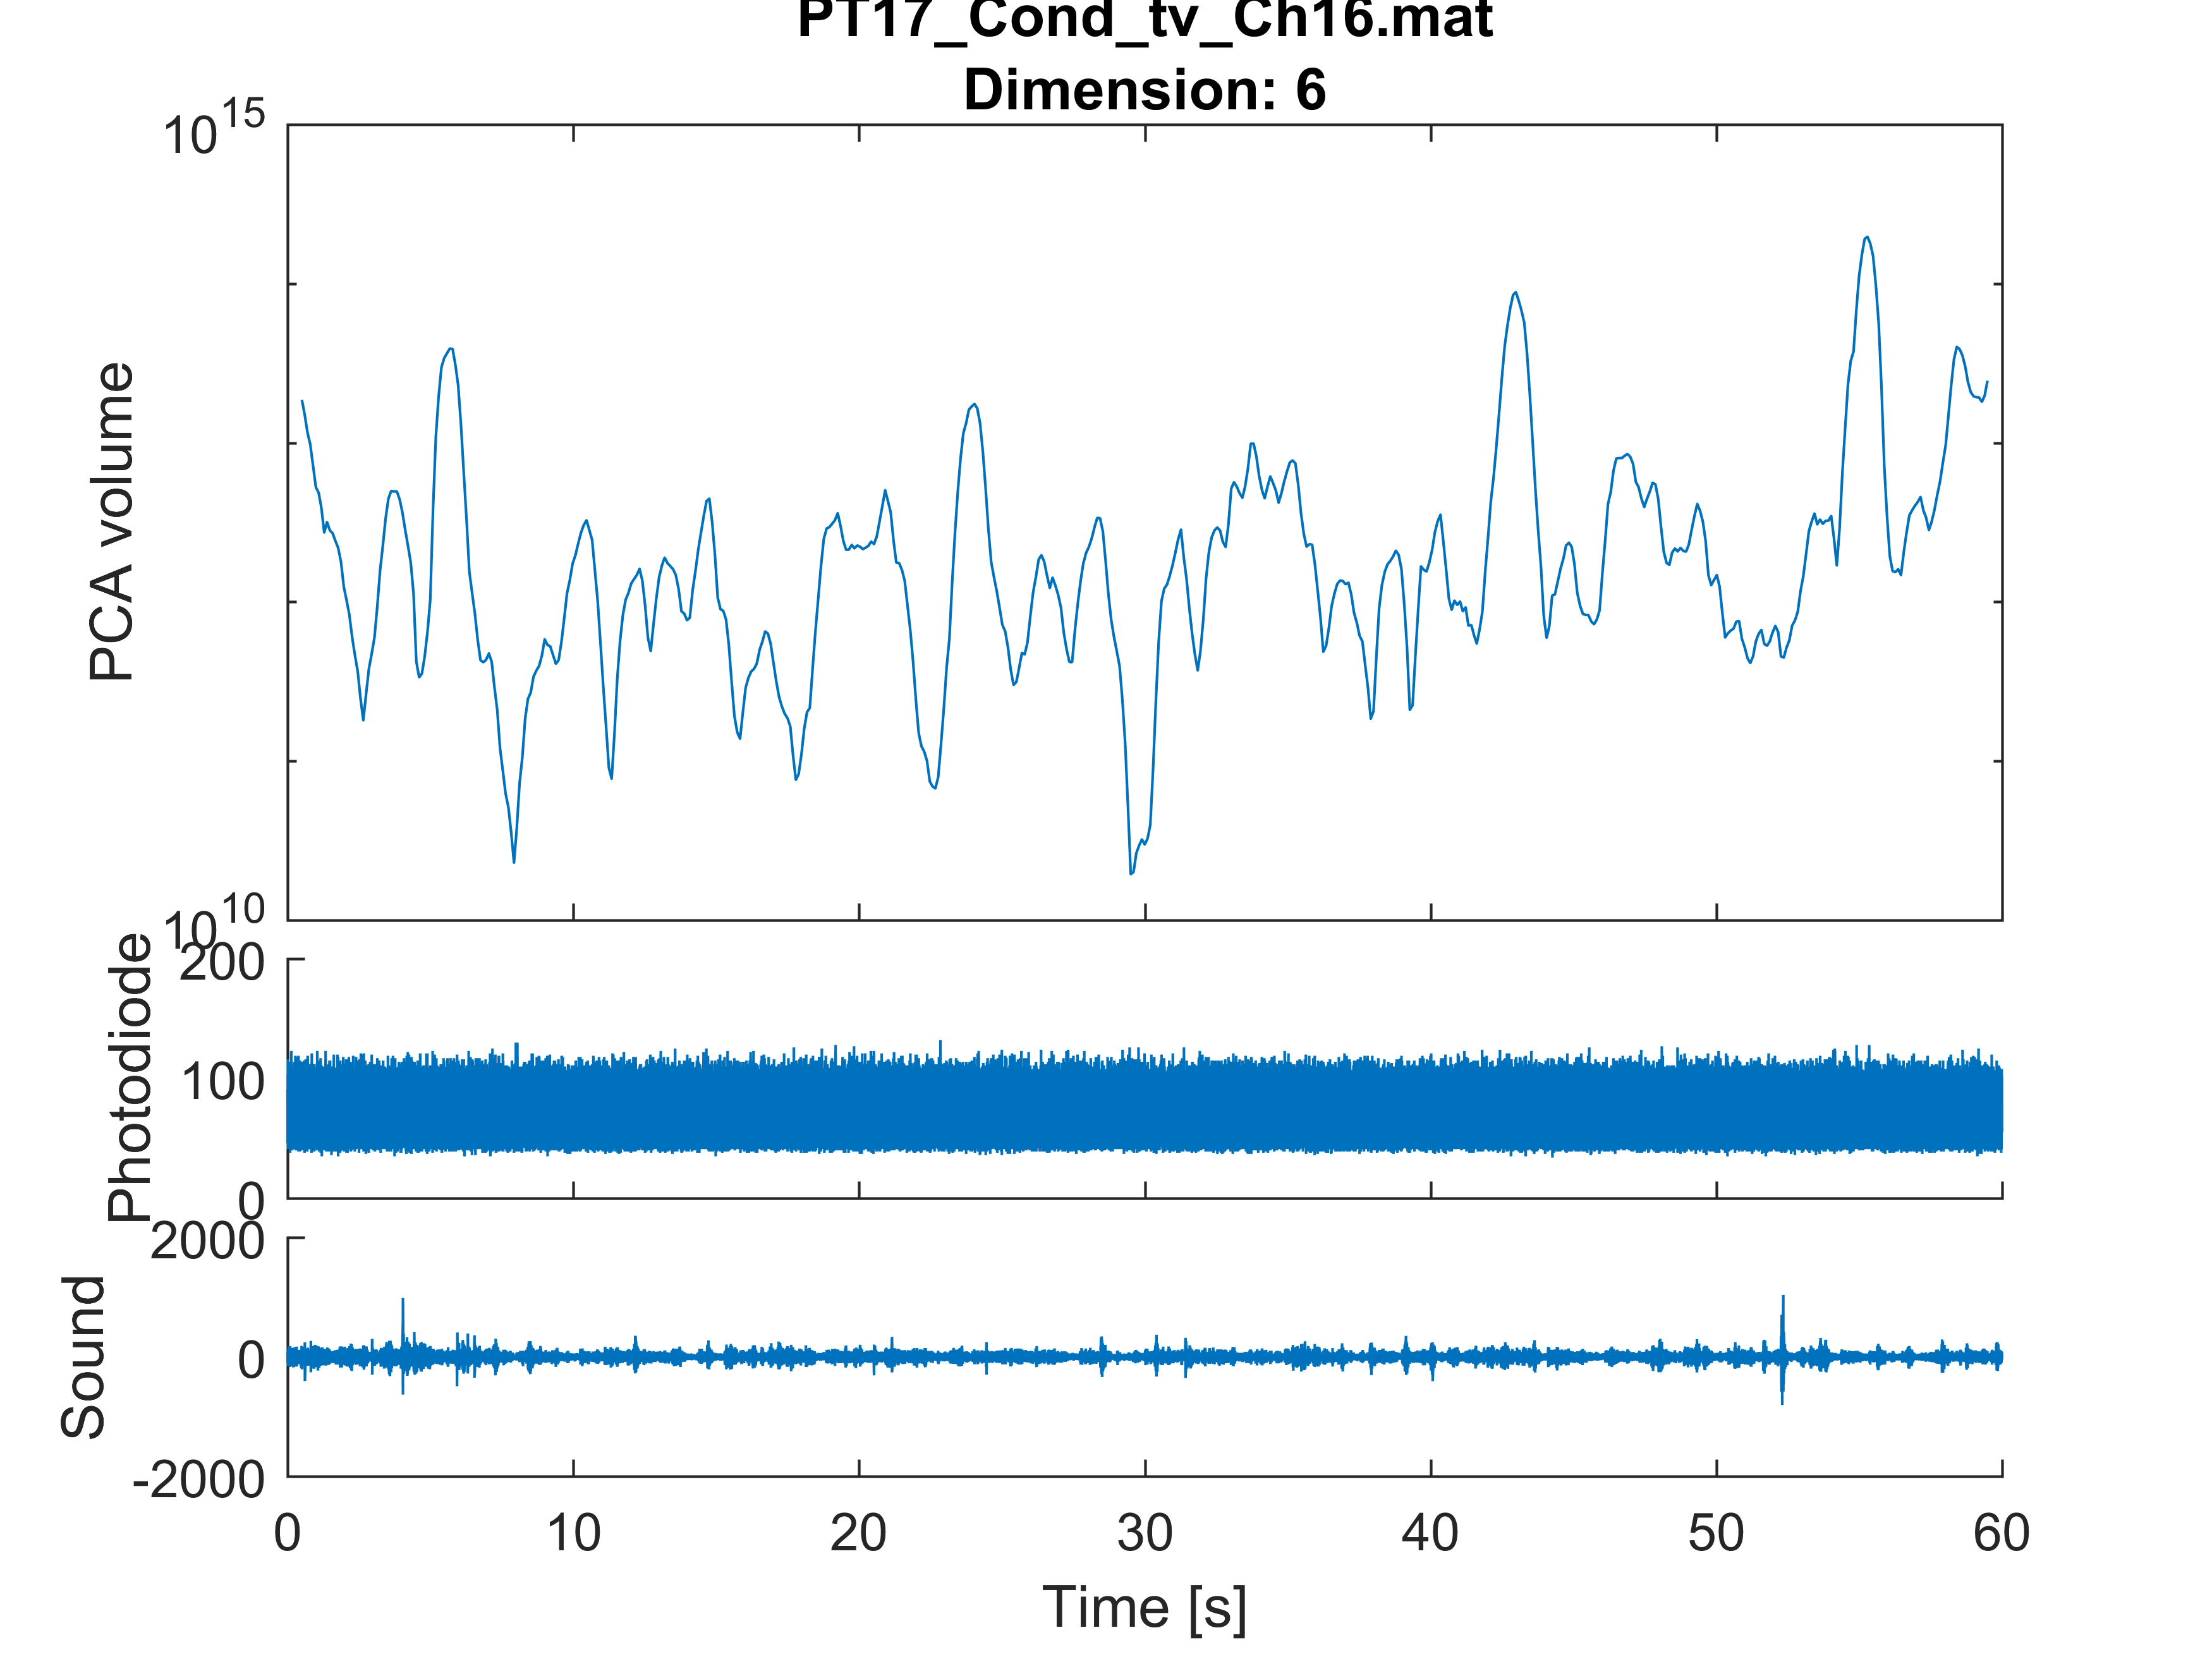 PT17_Cond_tv_Ch16.mat
Dimension: 6
10^15
PCA volume
10^10
200
Photodiode
100
0
2000
Sound
0
-2000
0 10 20 30 40 50 60
Time [s]